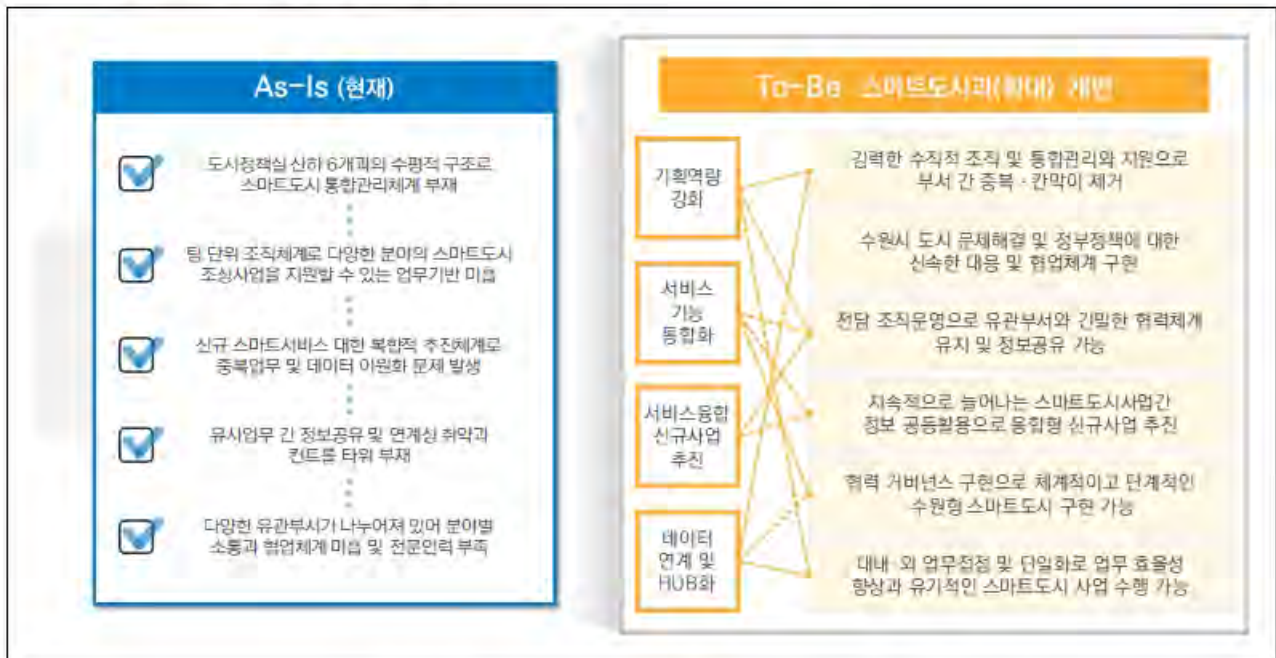 As-Is (현재)
도시정책실 산하 6개과의 수평적 구조로
스마트도시 통합관리체계 부재
팀 단위 조직체계로 다양한 분야의 스마트도시
조성사업을 지원할 수 있는 업무기반 미흡
신규 스마트서비스 대한 복합적 추진체계로
중복업무 및 데이터 이원화 문제 발생
유사업무 간 정보공유 및 연계성 취약과
컨트롤 타워 부재
다양한 유관부서가 나누어져 있어 분야별
소통과 협업체계 미흡 및 전문인력 부족
To-Be 스마트도시과(확대) 개편
기획역량
강화
서비스
기능
통합화
서비스융합
신규사업
추진
데이터
연계 및
HUB화
강력한 수직적 조직 및 통합관리와 지원으로
부서 간 중복·칸막이 제거
수원시 도시 문제해결 및 정부정책에 대한
신속한 대응 및 협업체계 구현
전담 조직운영으로 유관부서와 긴밀한 협력체계
유지 및 정보공유 가능
지속적으로 늘어나는 스마트도시사업간
정보 공동활용으로 융합형 신규사업 추진
협력 거버넌스 구현으로 체계적이고 단계적인
수원형 스마트도시 구현 가능
대내·외 업무접점 및 단일화로 업무 효율성
향상과 유기적인 스마트도시 사업 수행 가능